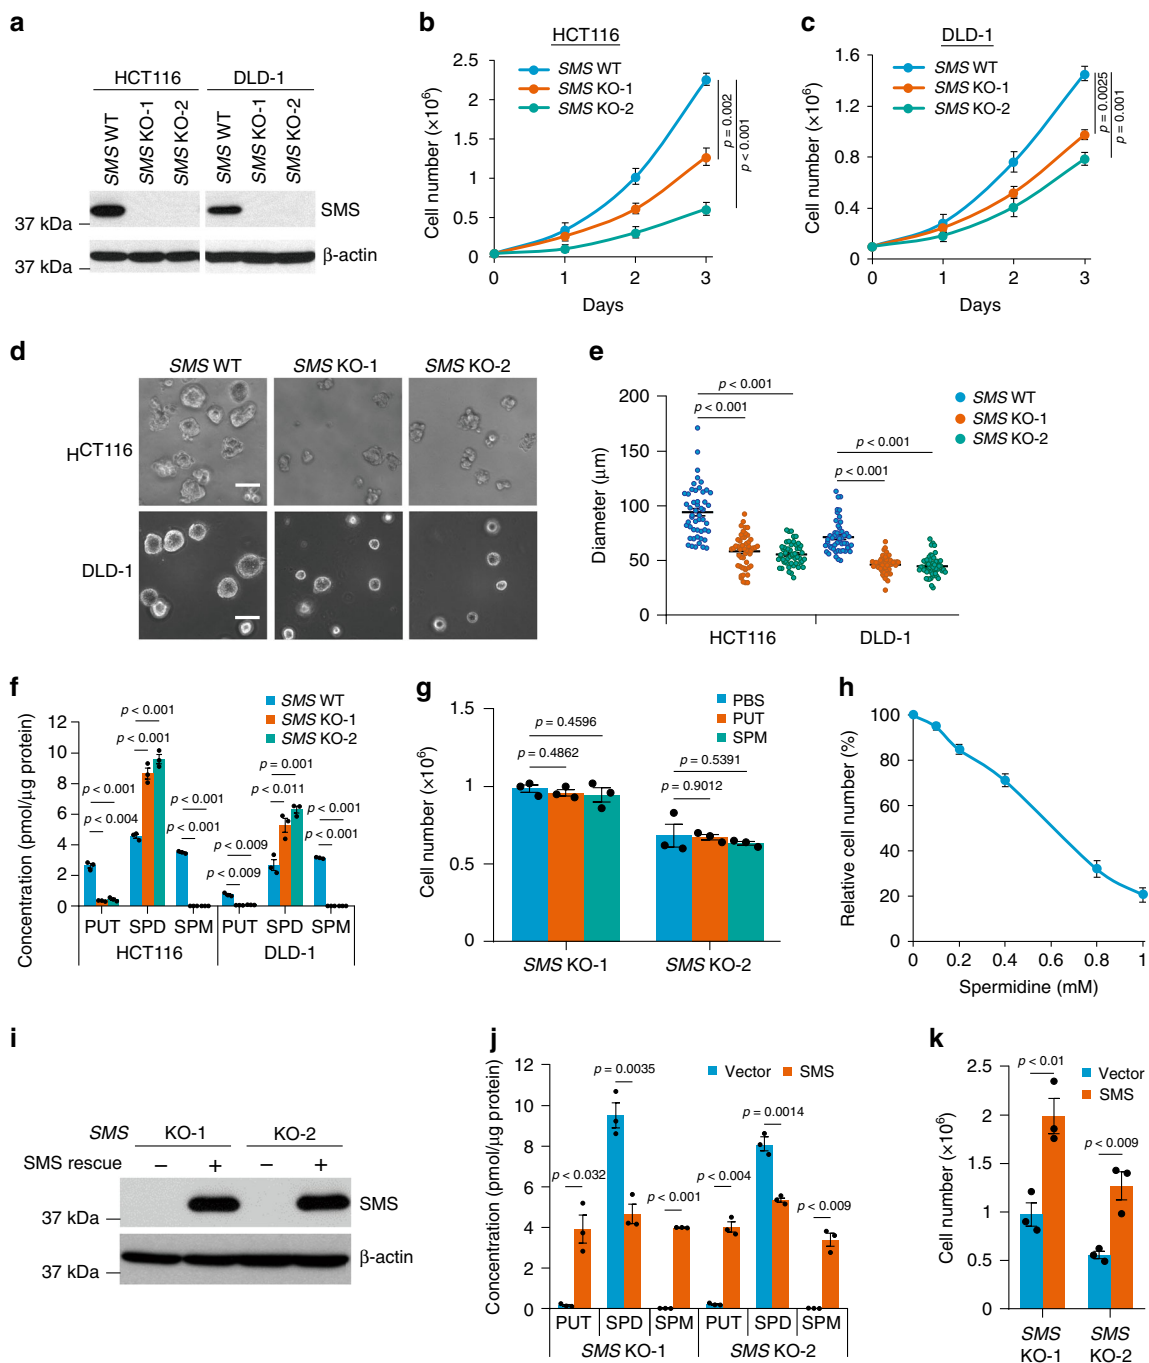 a
HCT116 DLD-1
SMS WT SMS KO-1 SMS KO-2 SMS WT SMS KO-1 SMS KO-2
SMS
37 kDa
β-actin
37 kDa
b
HCT116
SMS WT
SMS KO-1
SMS KO-2
Cell number (×10⁶)
2.5
2
1.5
1
0.5
0
p = 0.002
p < 0.001
0 1 2 3
Days
c
DLD-1
SMS WT
SMS KO-1
SMS KO-2
Cell number (×10⁶)
1.6
1.2
0.8
0.4
0
p = 0.0025
p = 0.001
0 1 2 3
Days
d
SMS WT SMS KO-1 SMS KO-2
HCT116
DLD-1
e
SMS WT
SMS KO-1
SMS KO-2
Diameter (μm)
200
150
100
50
0
p < 0.001
p < 0.001
p < 0.001
p < 0.001
HCT116 DLD-1
f
SMS WT
SMS KO-1
SMS KO-2
Concentration (pmol/μg protein)
12
10
8
6
4
2
0
p < 0.001
p < 0.001
p < 0.001
p < 0.004
p < 0.001
p < 0.001
p = 0.001
p < 0.011
p < 0.009
p < 0.009
p < 0.001
p < 0.001
PUT SPD SPM PUT SPD SPM
HCT116 DLD-1
g
PBS
PUT
SPM
Cell number (×10⁶)
1.5
1
0.5
0
p = 0.4596
p = 0.4862
p = 0.5391
p = 0.9012
SMS KO-1 SMS KO-2
h
Relative cell number (%)
100
80
60
40
20
0
0 0.2 0.4 0.6 0.8 1
Spermidine (mM)
i
SMS KO-1 KO-2
SMS rescue – + – +
SMS
37 kDa
β-actin
37 kDa
j
Vector SMS
Concentration (pmol/μg protein)
12
10
8
6
4
2
0
p < 0.032
p = 0.0035
p < 0.001
p < 0.004
p = 0.0014
p < 0.009
PUT SPD SPM PUT SPD SPM
SMS KO-1 SMS KO-2
k
Vector
SMS
Cell number (×10⁶)
2.5
2
1.5
1
0.5
0
p < 0.01
p < 0.009
SMS SMS
KO-1 KO-2